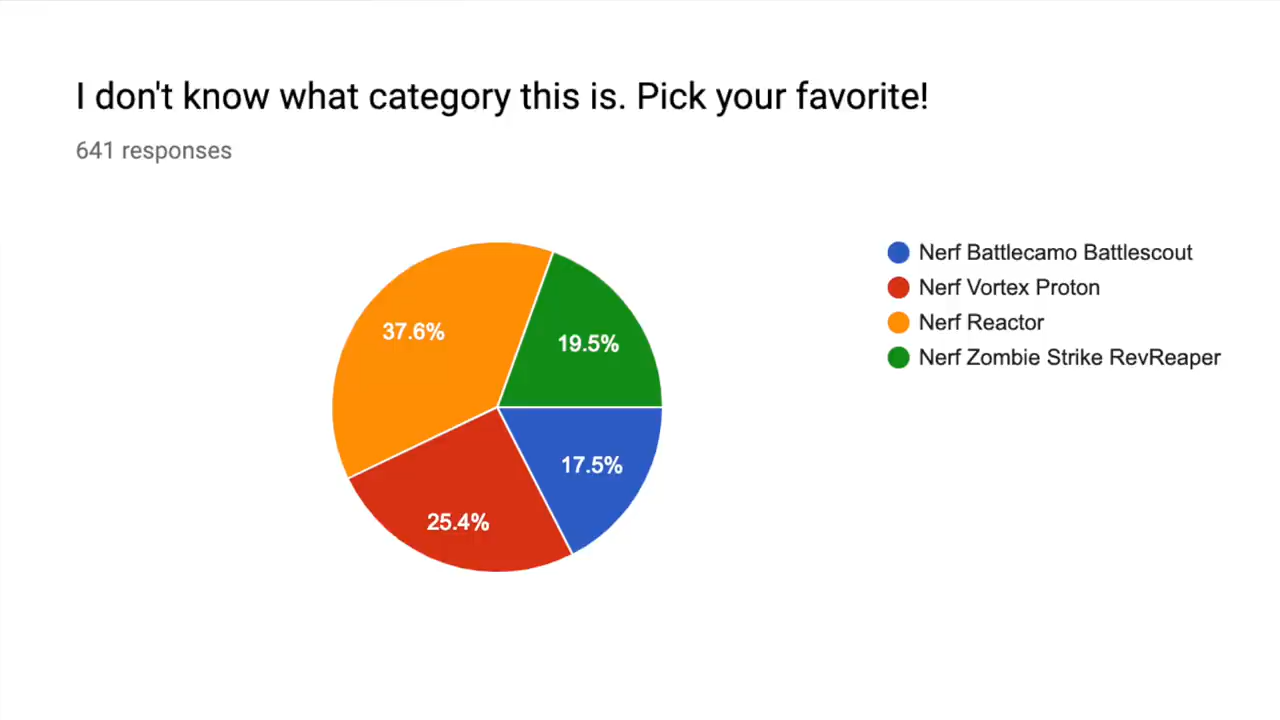 I don't know what category this is. Pick your favorite!
641 responses
37.6%
19.5%
17.5%
25.4%
Nerf Battlecamo Battlescout
Nerf Vortex Proton
Nerf Reactor
Nerf Zombie Strike RevReaper